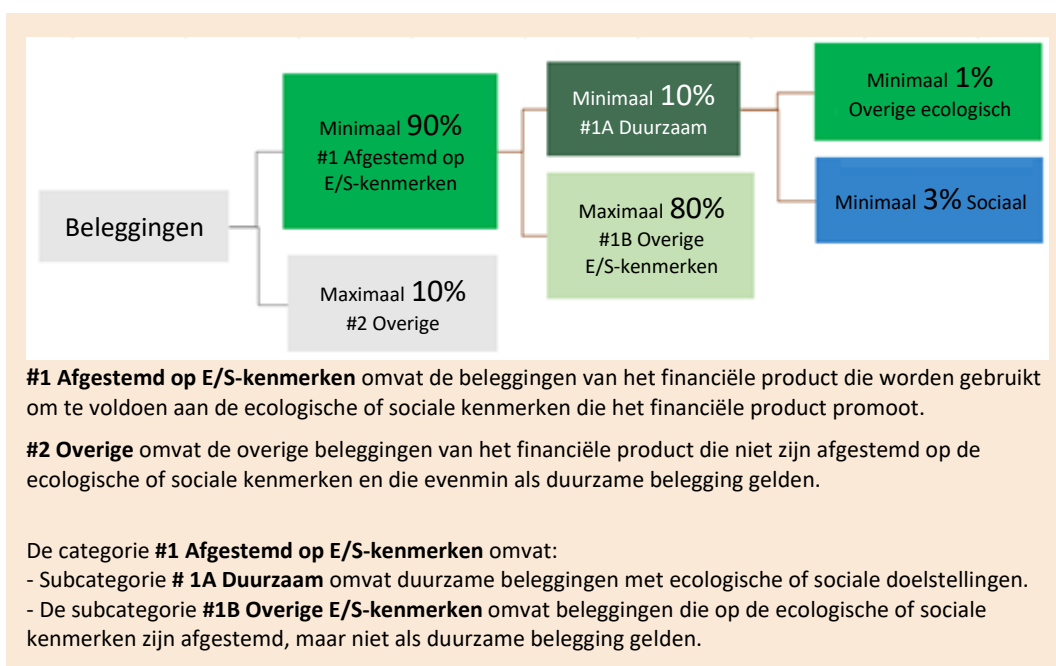 Beleggingen
Minimaal 90%
#1 Afgestemd op
E/S-kenmerken
Maximaal 10%
#2 Overige
Minimaal 10%
#1A Duurzaam
Maximaal 80%
#1B Overige
E/S-kenmerken
Minimaal 1%
Overige ecologisch
Minimaal 3% Sociaal
#1 Afgestemd op E/S-kenmerken omvat de beleggingen van het financiële product die worden gebruikt
om te voldoen aan de ecologische of sociale kenmerken die het financiële product promoot.
#2 Overige omvat de overige beleggingen van het financiële product die niet zijn afgestemd op de
ecologische of sociale kenmerken en die evenmin als duurzame belegging gelden.
De categorie #1 Afgestemd op E/S-kenmerken omvat:
- Subcategorie # 1A Duurzaam omvat duurzame beleggingen met ecologische of sociale doelstellingen.
- De subcategorie #1B Overige E/S-kenmerken omvat beleggingen die op de ecologische of sociale
kenmerken zijn afgestemd, maar niet als duurzame belegging gelden.